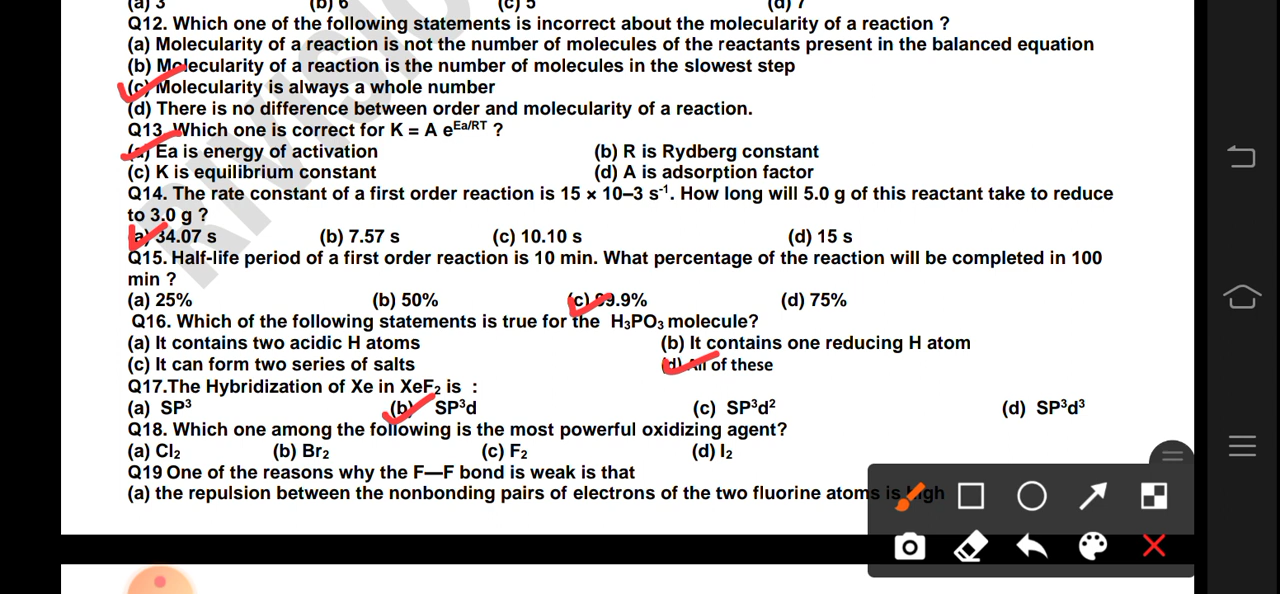 (a) 3 (b) 6 (c) 5 (d) 7
Q12. Which one of the following statements is incorrect about the molecularity of a reaction ?
(a) Molecularity of a reaction is not the number of molecules of the reactants present in the balanced equation
(b) Molecularity of a reaction is the number of molecules in the slowest step
(c) Molecularity is always a whole number
(d) There is no difference between order and molecularity of a reaction.
Q13. Which one is correct for K = A e^Ea/RT ?
(a) Ea is energy of activation (b) R is Rydberg constant
(c) K is equilibrium constant (d) A is adsorption factor
Q14. The rate constant of a first order reaction is 15 × 10–3 s⁻¹. How long will 5.0 g of this reactant take to reduce
to 3.0 g ?
(a) 34.07 s (b) 7.57 s (c) 10.10 s (d) 15 s
Q15. Half-life period of a first order reaction is 10 min. What percentage of the reaction will be completed in 100
min ?
(a) 25% (b) 50% (c) 99.9% (d) 75%
Q16. Which of the following statements is true for the H₃PO₃ molecule?
(a) It contains two acidic H atoms (b) It contains one reducing H atom
(c) It can form two series of salts (d) All of these
Q17.The Hybridization of Xe in XeF₂ is :
(a) SP³ (b) SP³d (c) SP³d² (d) SP³d³
Q18. Which one among the following is the most powerful oxidizing agent?
(a) Cl₂ (b) Br₂ (c) F₂ (d) I₂
Q19 One of the reasons why the F—F bond is weak is that
(a) the repulsion between the nonbonding pairs of electrons of the two fluorine atoms is high